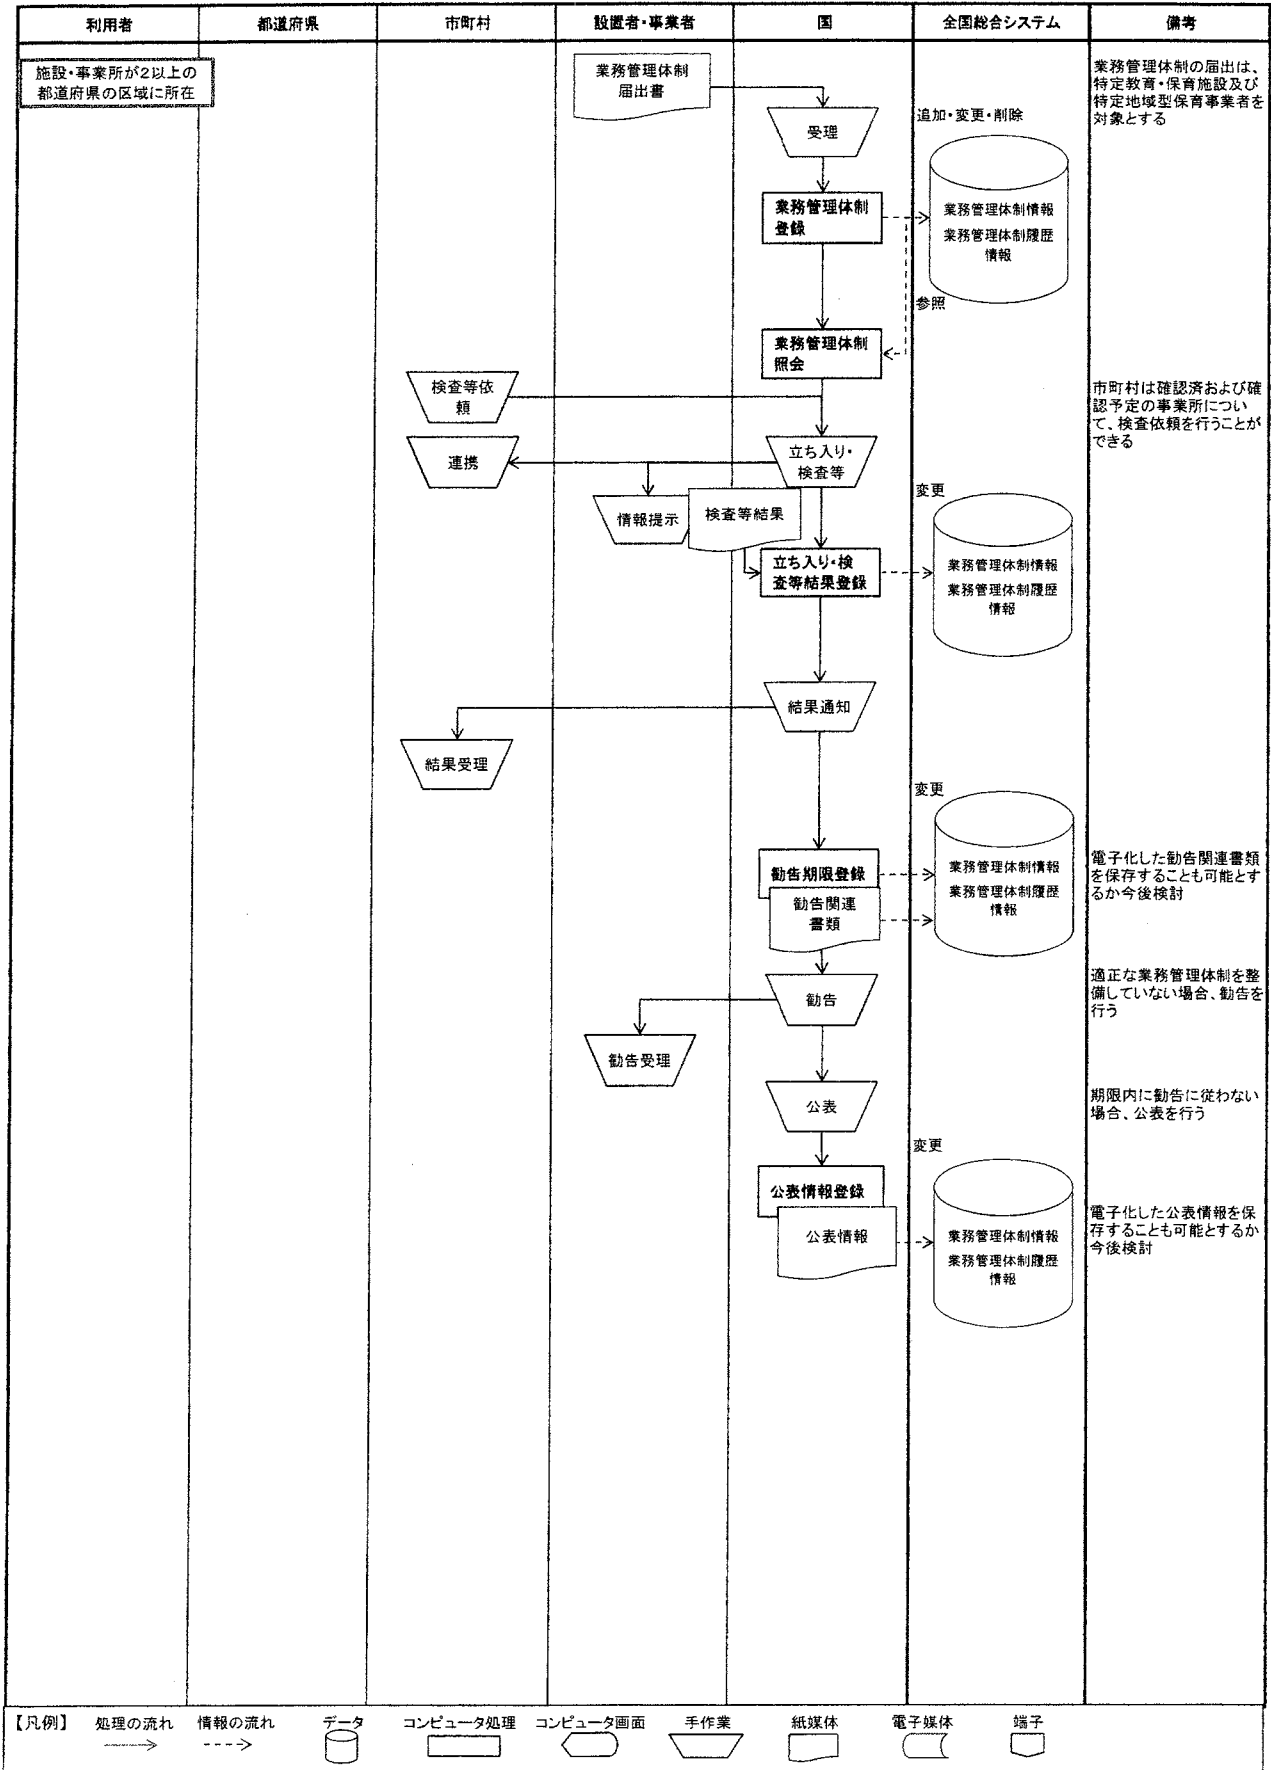 利用者
都道府県
市町村
設置者・事業者
国
全国総合システム
備考
施設・事業所が2以上の
都道府県の区域に所在
業務管理体制
届出書
業務管理体制の届出は、
特定教育・保育施設及び
特定地域型保育事業者を
対象とする
受理
追加・変更・削除
業務管理体制
登録
業務管理体制情報
業務管理体制履歴
情報
参照
業務管理体制
照会
検査等依
頼
市町村は確認済および確
認予定の事業所につい
て、検査依頼を行うことが
できる
立ち入り・
検査等
連携
情報提示
検査等結果
変更
立ち入り・検
査等結果登録
業務管理体制情報
業務管理体制履歴
情報
結果通知
結果受理
変更
勧告期限登録
勧告関連
書類
業務管理体制情報
業務管理体制履歴
情報
電子化した勧告関連書類
を保存することも可能とす
るか今後検討
勧告
適正な業務管理体制を整
備していない場合、勧告を
行う
勧告受理
公表
期限内に勧告に従わない
場合、公表を行う
変更
公表情報登録
公表情報
業務管理体制情報
業務管理体制履歴
情報
電子化した公表情報を保
存することも可能とするか
今後検討
【凡例】
処理の流れ
情報の流れ
データ
コンピュータ処理
コンピュータ画面
手作業
紙媒体
電子媒体
端子